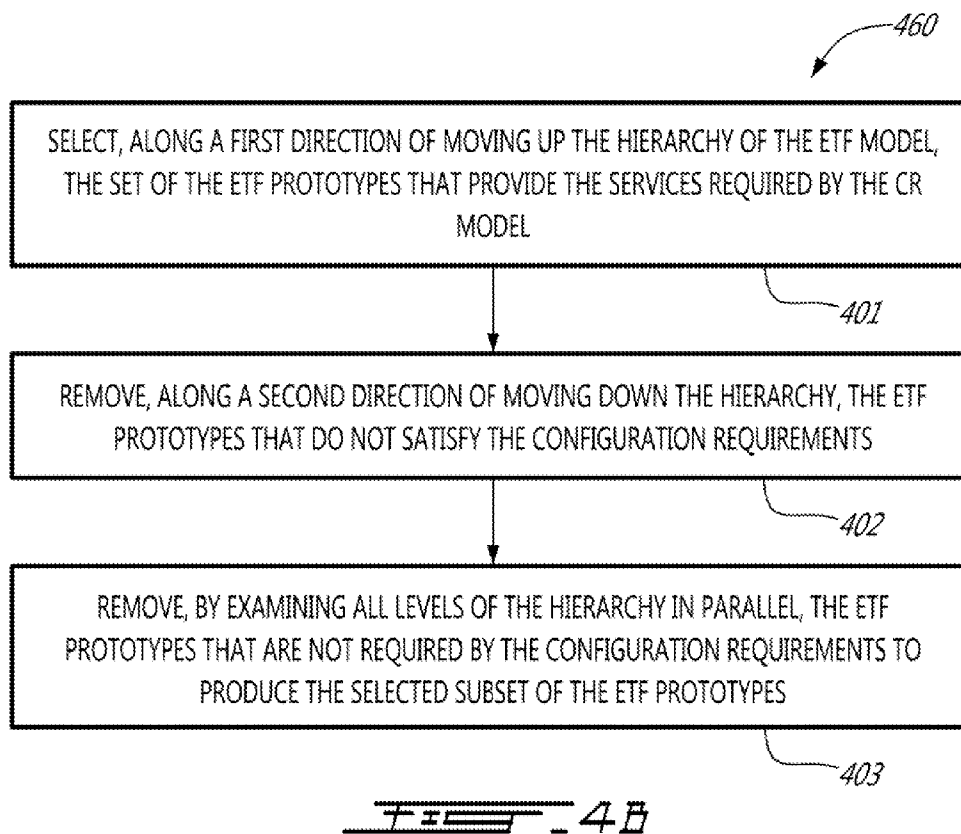 460
SELECT, ALONG A FIRST DIRECTION OF MOVING UP THE HIERARCHY OF THE ETF MODEL,
THE SET OF THE ETF PROTOTYPES THAT PROVIDE THE SERVICES REQUIRED BY THE CR
MODEL
401
REMOVE, ALONG A SECOND DIRECTION OF MOVING DOWN THE HIERARCHY, THE ETF
PROTOTYPES THAT DO NOT SATISFY THE CONFIGURATION REQUIREMENTS
402
REMOVE, BY EXAMINING ALL LEVELS OF THE HIERARCHY IN PARALLEL, THE ETF
PROTOTYPES THAT ARE NOT REQUIRED BY THE CONFIGURATION REQUIREMENTS TO
PRODUCE THE SELECTED SUBSET OF THE ETF PROTOTYPES
403
FIG. 4B